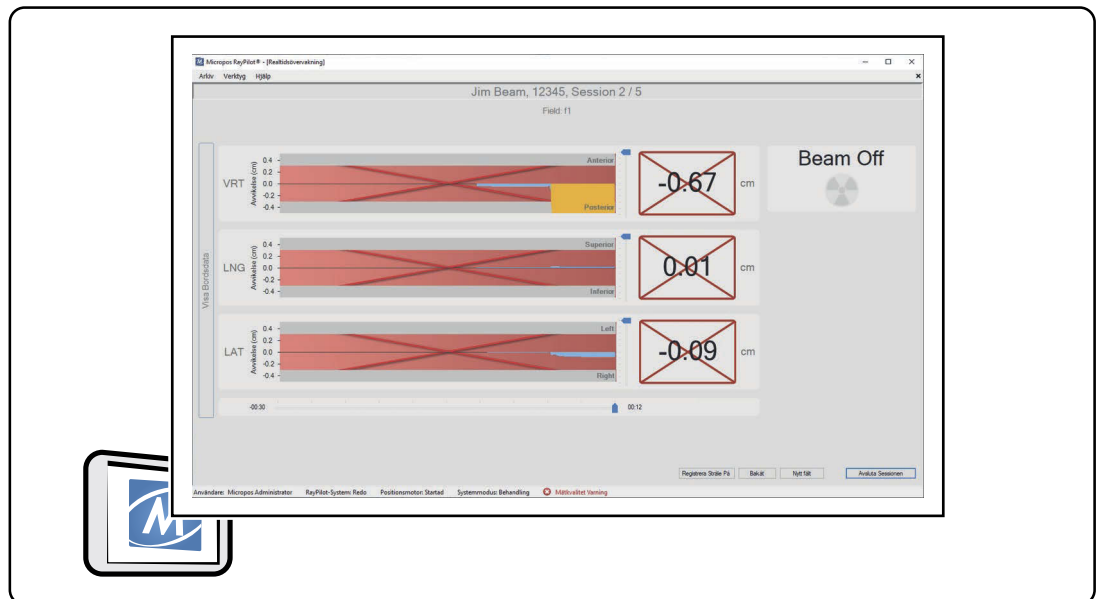 Micropos RayPilot® - [Realtidsövervakning]
Arkiv Verktyg Hjälp
Jim Beam, 12345, Session 2 / 5
Field: f1
Visa Bordsdata
VRT
Avvikelse (cm)
0.4
0.2
0.0
-0.2
-0.4
Anterior
Posterior
-0.67 cm
Beam Off
LNG
Avvikelse (cm)
0.4
0.2
0.0
-0.2
-0.4
Superior
Inferior
0.01 cm
LAT
Avvikelse (cm)
0.4
0.2
0.0
-0.2
-0.4
Left
Right
-0.09 cm
-00:30 00:12
Registrera Stråle På Bakåt Nytt fält Avsluta Sessionen
Användare: Micropos Administrator RayPilot-System: Redo Positionsmotor: Startad Systemmodus: Behandling Mätkvalitet Varning
M